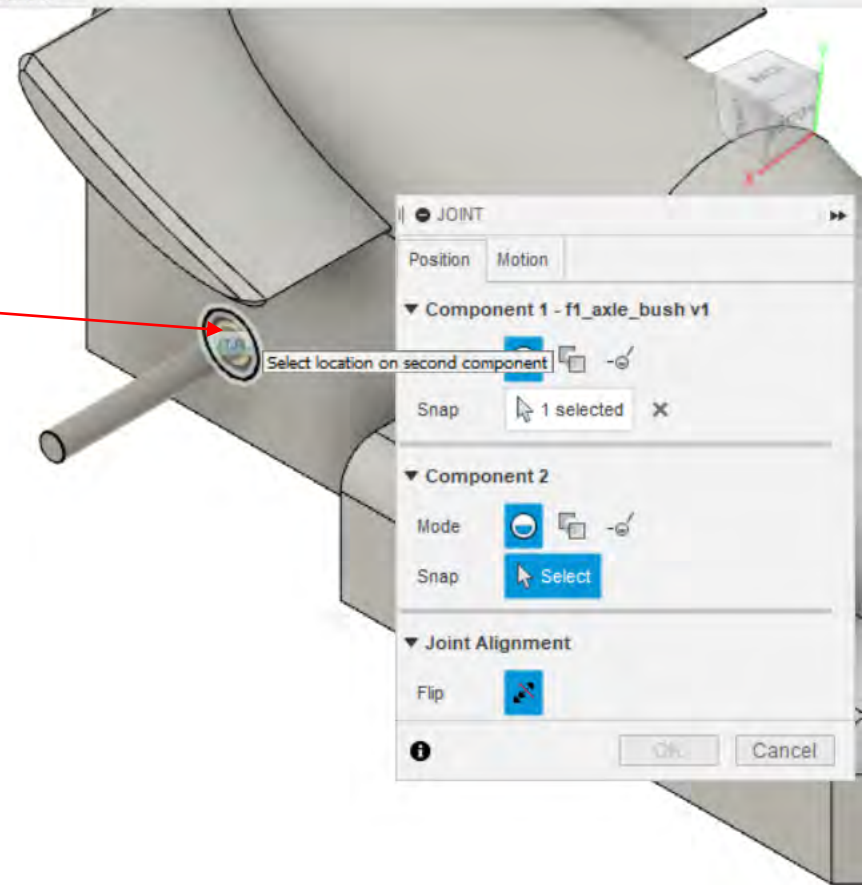 JOINT
Position Motion
Component 1 - f1_axle_bush v1
Select location on second component
Snap 1 selected
Component 2
Mode
Snap Select
Joint Alignment
Flip
OK Cancel